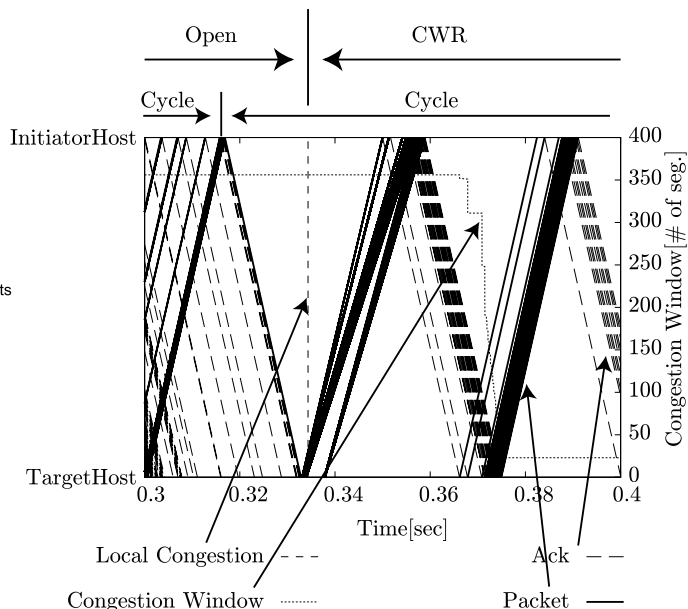 Open CWR
Cycle Cycle
InitiatorHost
TargetHost
ts
400
350
300
250
200
150
100
50
0
Congestion Window[# of seg.]
0.3 0.32 0.34 0.36 0.38 0.4
Time[sec]
Local Congestion Ack
Congestion Window Packet